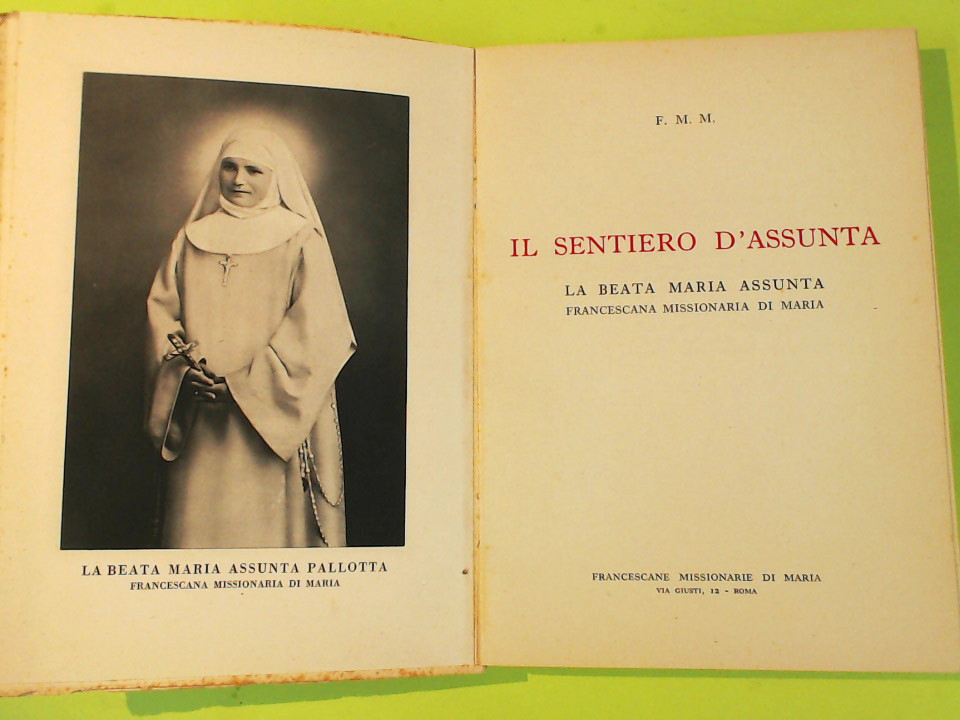 LA BEATA MARIA ASSUNTA PALLOTTA
FRANCESCANA MISSIONARIA DI MARIA
F. M. M.
IL SENTIERO D'ASSUNTA
LA BEATA MARIA ASSUNTA
FRANCESCANA MISSIONARIA DI MARIA
FRANCESCANE MISSIONARIE DI MARIA
VIA GIUSTI, 12 - ROMA